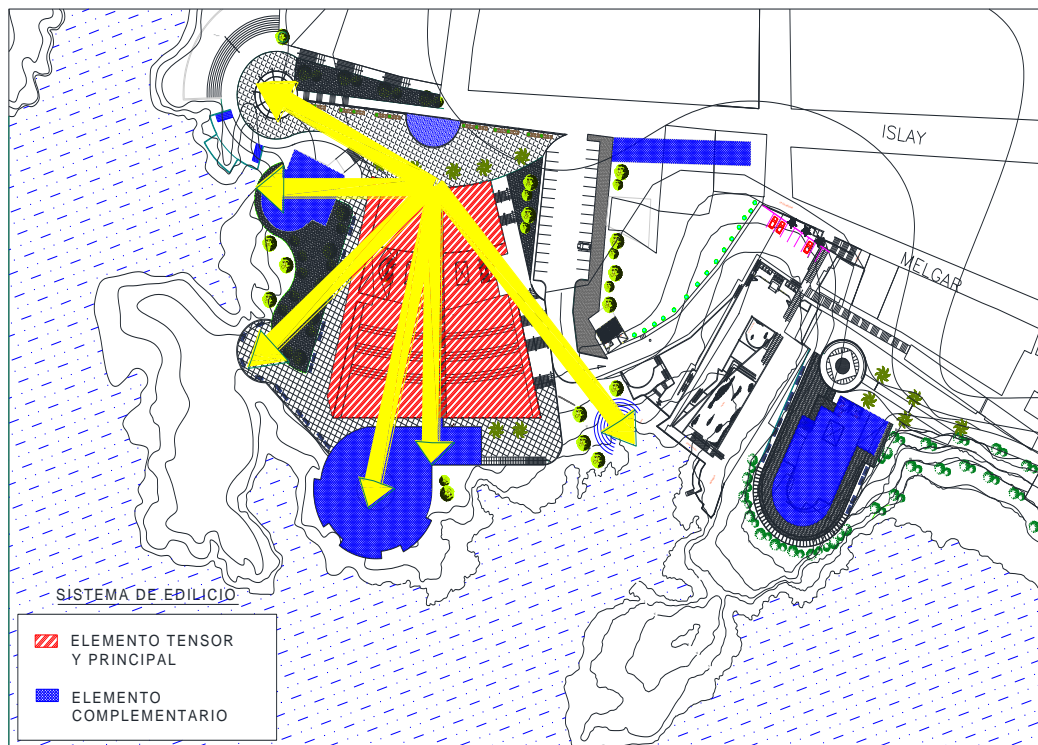 ISLAY
MELGAR
SISTEMA DE EDILICIO
ELEMENTO TENSOR
Y PRINCIPAL
ELEMENTO
COMPLEMENTARIO